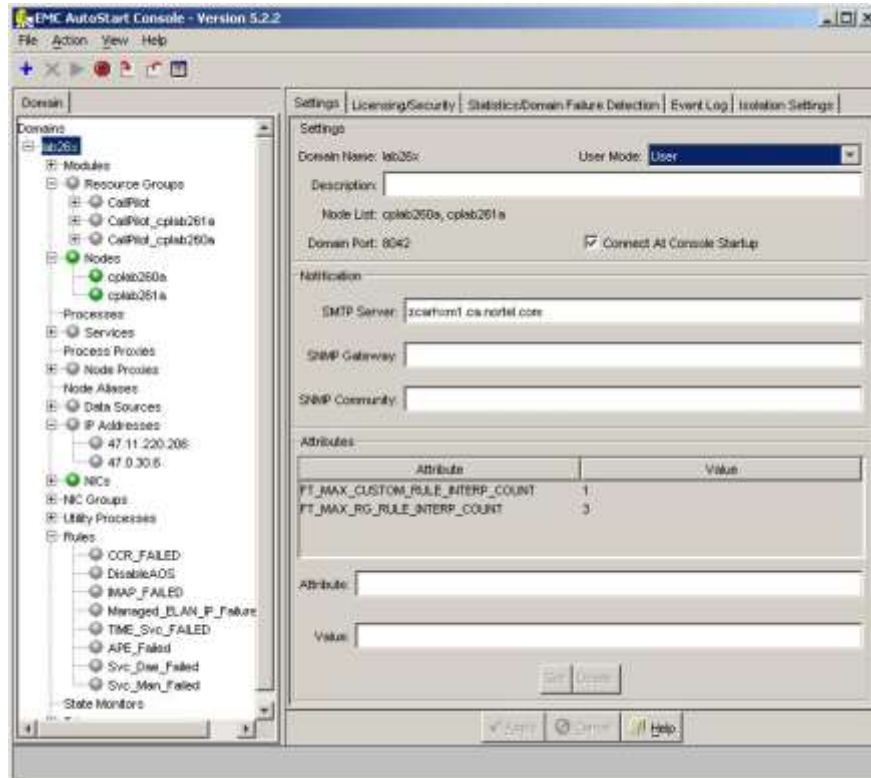 EMC AutoStart Console - Version 5.2.2
File Action View Help
Domain
Domains
lab26x
Modules
Resource Groups
CallPilot
CallPilot_cplab261a
CallPilot_cplab260a
Nodes
cplab260a
cplab261a
Processes
Services
Process Proxies
Node Proxies
Node Aliases
Data Sources
IP Addresses
47.11.220.206
47.0.30.6
NICs
NIC Groups
Utility Processes
Rules
CCR_FAILED
DisableAOS
IMAP_FAILED
Managed_ELAN_IP_Failure
TIME_Svc_FAILED
APE_Failed
Svc_Dae_Failed
Svc_Man_Failed
State Monitors
Settings Licensing/Security Statistics/Domain Failure Detection Event Log Isolation Settings
Settings
Domain Name: lab26x User Mode: User
Description:
Node List: cplab260a, cplab261a
Domain Port: 8042 Connect At Console Startup
Notification
SMTP Server: zcarhxm1.ca.nortel.com
SNMP Gateway:
SNMP Community:
Attributes
Attribute Value
FT_MAX_CUSTOM_RULE_INTERP_COUNT 1
FT_MAX_RG_RULE_INTERP_COUNT 3
Attribute:
Value:
Set Delete
Apply Cancel Help